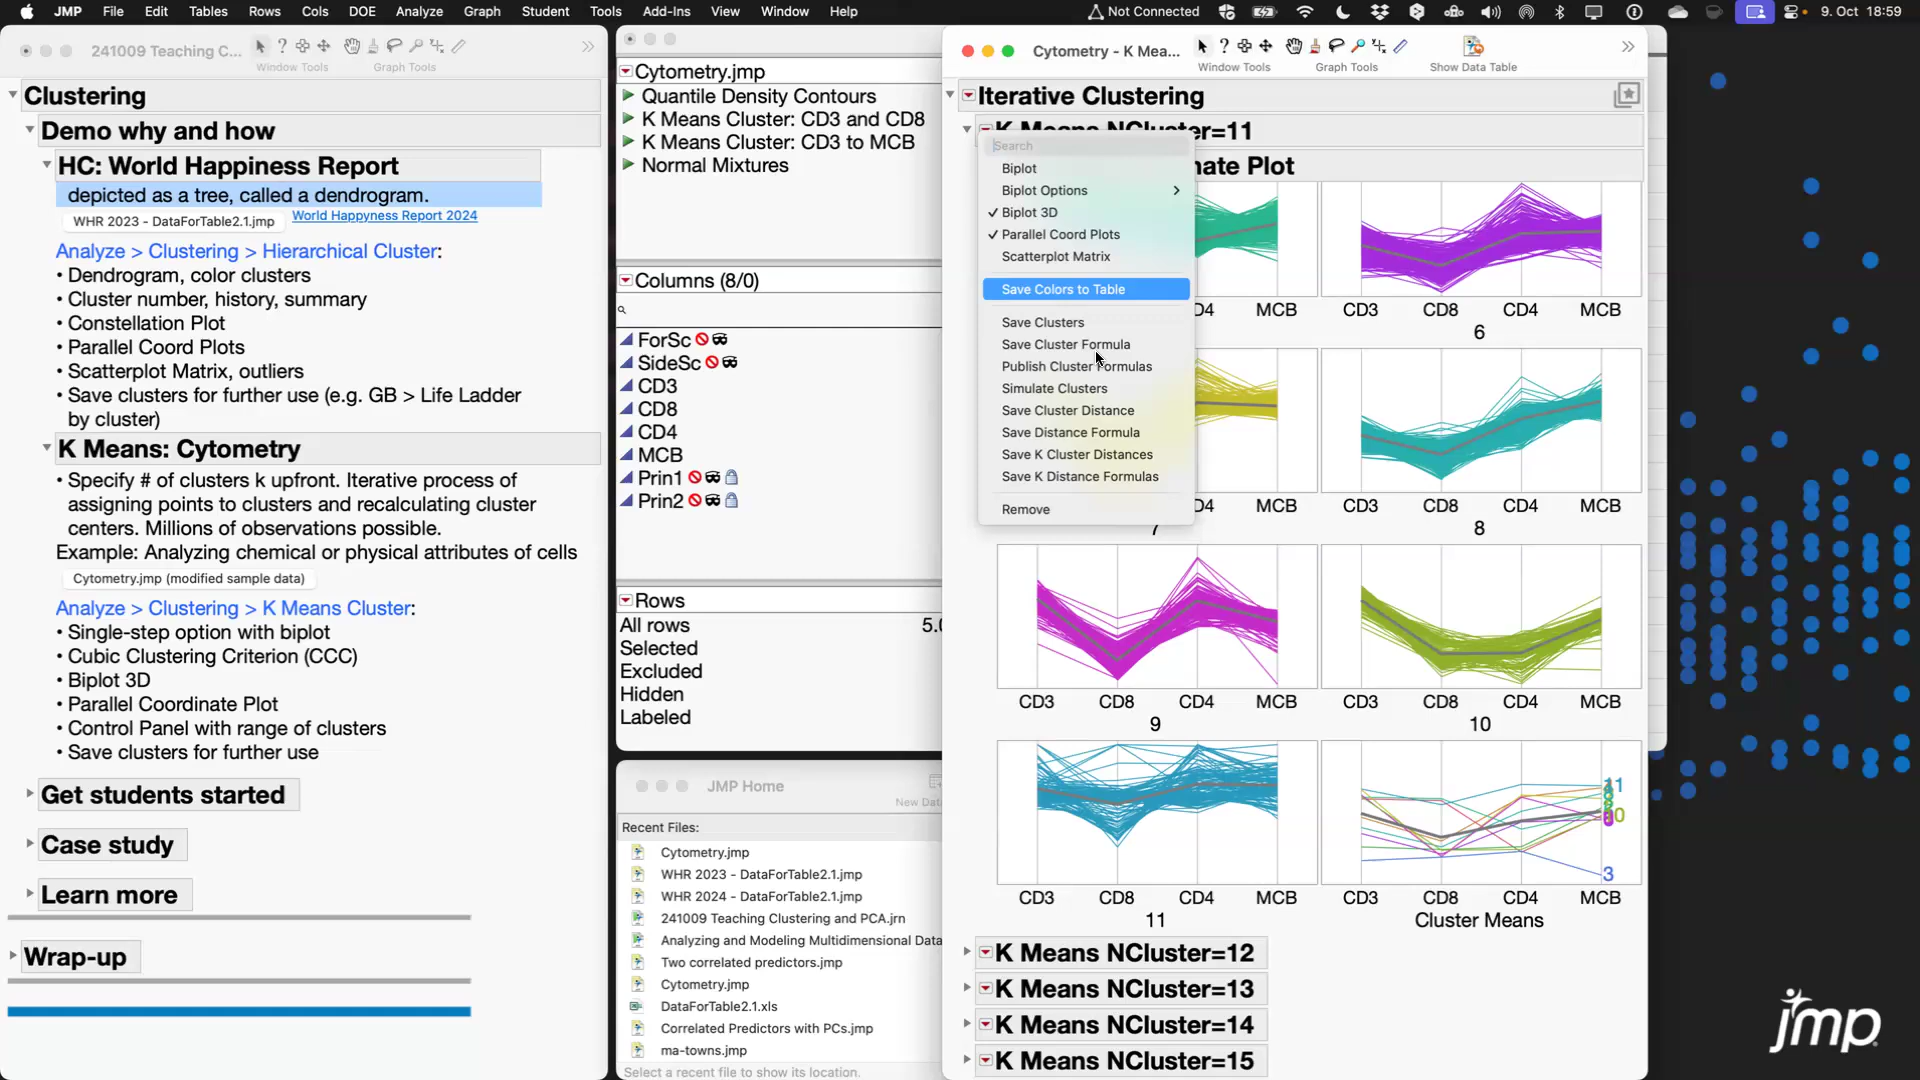 JMP File Edit Tables Rows Cols DOE Analyze Graph Student Tools Add-Ins View Window Help Not Connected 9. Oct 18:59
241009 Teaching C...
Window Tools Graph Tools
Clustering
Demo why and how
HC: World Happiness Report
depicted as a tree, called a dendrogram.
WHR 2023 - DataForTable2.1.jmp World Happyness Report 2024
Analyze > Clustering > Hierarchical Cluster:
• Dendrogram, color clusters
• Cluster number, history, summary
• Constellation Plot
• Parallel Coord Plots
• Scatterplot Matrix, outliers
• Save clusters for further use (e.g. GB > Life Ladder
by cluster)
K Means: Cytometry
• Specify # of clusters k upfront. Iterative process of
assigning points to clusters and recalculating cluster
centers. Millions of observations possible.
Example: Analyzing chemical or physical attributes of cells
Cytometry.jmp (modified sample data)
Analyze > Clustering > K Means Cluster:
• Single-step option with biplot
• Cubic Clustering Criterion (CCC)
• Biplot 3D
• Parallel Coordinate Plot
• Control Panel with range of clusters
• Save clusters for further use
Get students started
Case study
Learn more
Wrap-up
Cytometry.jmp
Quantile Density Contours
K Means Cluster: CD3 and CD8
K Means Cluster: CD3 to MCB
Normal Mixtures
Columns (8/0)
ForSc
SideSc
CD3
CD8
CD4
MCB
Prin1
Prin2
Rows
All rows 5.0
Selected
Excluded
Hidden
Labeled
JMP Home
New Data
Recent Files:
Cytometry.jmp
WHR 2023 - DataForTable2.1.jmp
WHR 2024 - DataForTable2.1.jmp
241009 Teaching Clustering and PCA.jrn
Analyzing and Modeling Multidimensional Data
Two correlated predictors.jmp
Cytometry.jmp
DataForTable2.1.xls
Correlated Predictors with PCs.jmp
ma-towns.jmp
Select a recent file to show its location.
Cytometry - K Mea...
Window Tools Graph Tools Show Data Table
Iterative Clustering
K Means NCluster=11
nate Plot
Search
Biplot
Biplot Options
Biplot 3D
Parallel Coord Plots
Scatterplot Matrix
Save Colors to Table
Save Clusters
Save Cluster Formula
Publish Cluster Formulas
Simulate Clusters
Save Cluster Distance
Save Distance Formula
Save K Cluster Distances
Save K Distance Formulas
Remove
D4 MCB CD3 CD8 CD4 MCB
6
D4 MCB CD3 CD8 CD4 MCB
7 8
CD3 CD8 CD4 MCB CD3 CD8 CD4 MCB
9 10
11
10
3
CD3 CD8 CD4 MCB CD3 CD8 CD4 MCB
11 Cluster Means
K Means NCluster=12
K Means NCluster=13
K Means NCluster=14
K Means NCluster=15
jmp